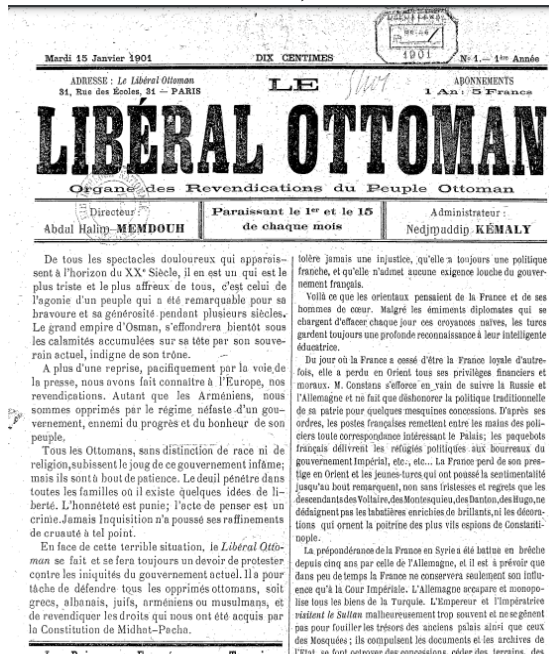 Mardi 15 Janvier 1901
DIX CENTIMES
No 1. — 1ère Année
1901
ADRESSE : Le Libéral Ottoman
31, Rue des Écoles, 31 — PARIS
LE
ABONNEMENTS
1 An : 5 Francs
LIBÉRAL OTTOMAN
Organe des Revendications du Peuple Ottoman
Directeur :
Abdul Halim MEMDOUH
Paraissant le 1er et le 15
de chaque mois
Administrateur :
Nedjmuddin KÉMALY
De tous les spectacles douloureux qui apparais-
sent à l'horizon du XXe Siècle, il en est un qui est le
plus triste et le plus affreux de tous, c'est celui de
l'agonie d'un peuple qui a été remarquable pour sa
bravoure et sa générosité pendant plusieurs siècles.
Le grand empire d'Osman, s'effondrera bientôt sous
les calamités accumulées sur sa tête par son souve-
rain actuel, indigne de son trône.
A plus d'une reprise, pacifiquement par la voie de
la presse, nous avons fait connaître à l'Europe, nos
revendications. Autant que les Arméniens, nous
sommes opprimés par le régime néfaste d'un gou-
vernement, ennemi du progrès et du bonheur de son
peuple.
Tous les Ottomans, sans distinction de race ni de
religion, subissent le joug de ce gouvernement infâme;
mais ils sont à bout de patience. Le deuil pénètre dans
toutes les familles où il existe quelques idées de li-
berté. L'honnêteté est punie; l'acte de penser est un
crime. Jamais Inquisition n'a poussé ses raffinements
de cruauté à tel point.
En face de cette terrible situation, le Libéral Otto-
man se fait et se fera toujours un devoir de protester
contre les iniquités du gouvernement actuel. Il a pour
tâche de défendre tous les opprimés ottomans, soit
grecs, albanais, juifs, arméniens ou musulmans, et
de revendiquer les droits qui nous ont été acquis par
la Constitution de Midhat-Pacha.
tolère jamais une injustice, qu'elle a toujours une politique
franche, et qu'elle n'admet aucune exigence louche du gouver-
nement français.
Voilà ce que les orientaux pensaient de la France et de ses
hommes de cœur. Malgré les éminents diplomates qui se
chargent d'effacer chaque jour ces croyances naïves, les turcs
gardent toujours une profonde reconnaissance à leur intelligente
éducatrice.
Du jour où la France a cessé d'être la France loyale d'autre-
fois, elle a perdu en Orient tous ses privilèges financiers et
moraux. M. Constans s'efforce en vain de suivre la Russie et
l'Allemagne et ne fait que déshonorer la politique traditionnelle
de sa patrie pour quelques mesquines concessions. D'après ses
ordres, les postes françaises remettent entre les mains des poli-
ciers toute correspondance intéressant le Palais; les paquebots
français délivrent les réfugiés politiques aux bourreaux du
gouvernement Impérial, etc., etc... La France perd de son pres-
tige en Orient et les jeunes-turcs qui ont poussé la sentimentalité
jusqu'au bout remarquent, non sans tristesses et regrets que les
descendants des Voltaire, des Montesquieu, des Danton, des Hugo, ne
dédaignent pas les tabatières enrichies de brillants, ni les décora-
tions qui ornent la poitrine des plus vils espions de Constanti-
nople.
La prépondérance de la France en Syrie a été battue en brèche
depuis cinq ans par celle de l'Allemagne, et il est à prévoir que
dans peu de temps la France ne conservera seulement son influ-
ence qu'à la Cour Impériale. L'Allemagne accapare et monopo-
lise tous les biens de la Turquie. L'Empereur et l'Impératrice
visitent le Sultan malheureusement trop souvent et ne se gênent
pas pour fouiller les trésors des anciens palais ainsi que ceux
des Mosquées; ils compulsent les documents et les archives de
l'État, se font octroyer des concessions, céder des terrains, des